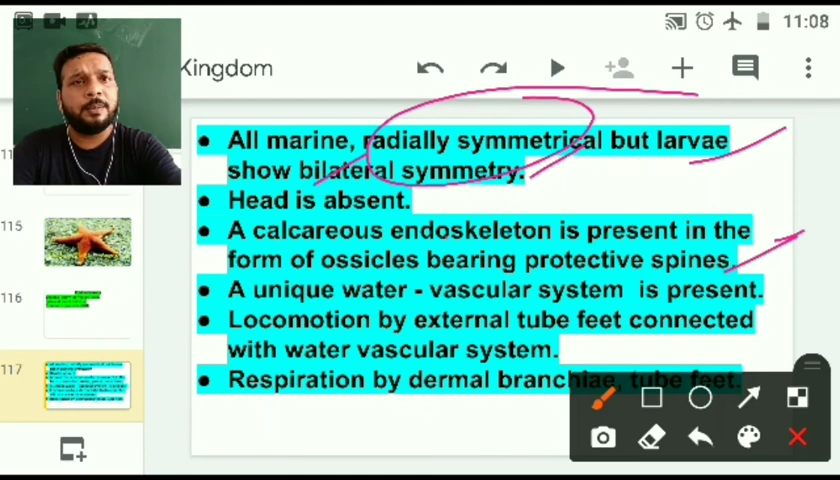 11:08
Kingdom
● All marine, radially symmetrical but larvae
show bilateral symmetry.
● Head is absent.
● A calcareous endoskeleton is present in the
form of ossicles bearing protective spines.
● A unique water - vascular system is present.
● Locomotion by external tube feet connected
with water vascular system.
● Respiration by dermal branchiae, tube feet.
115
116
117